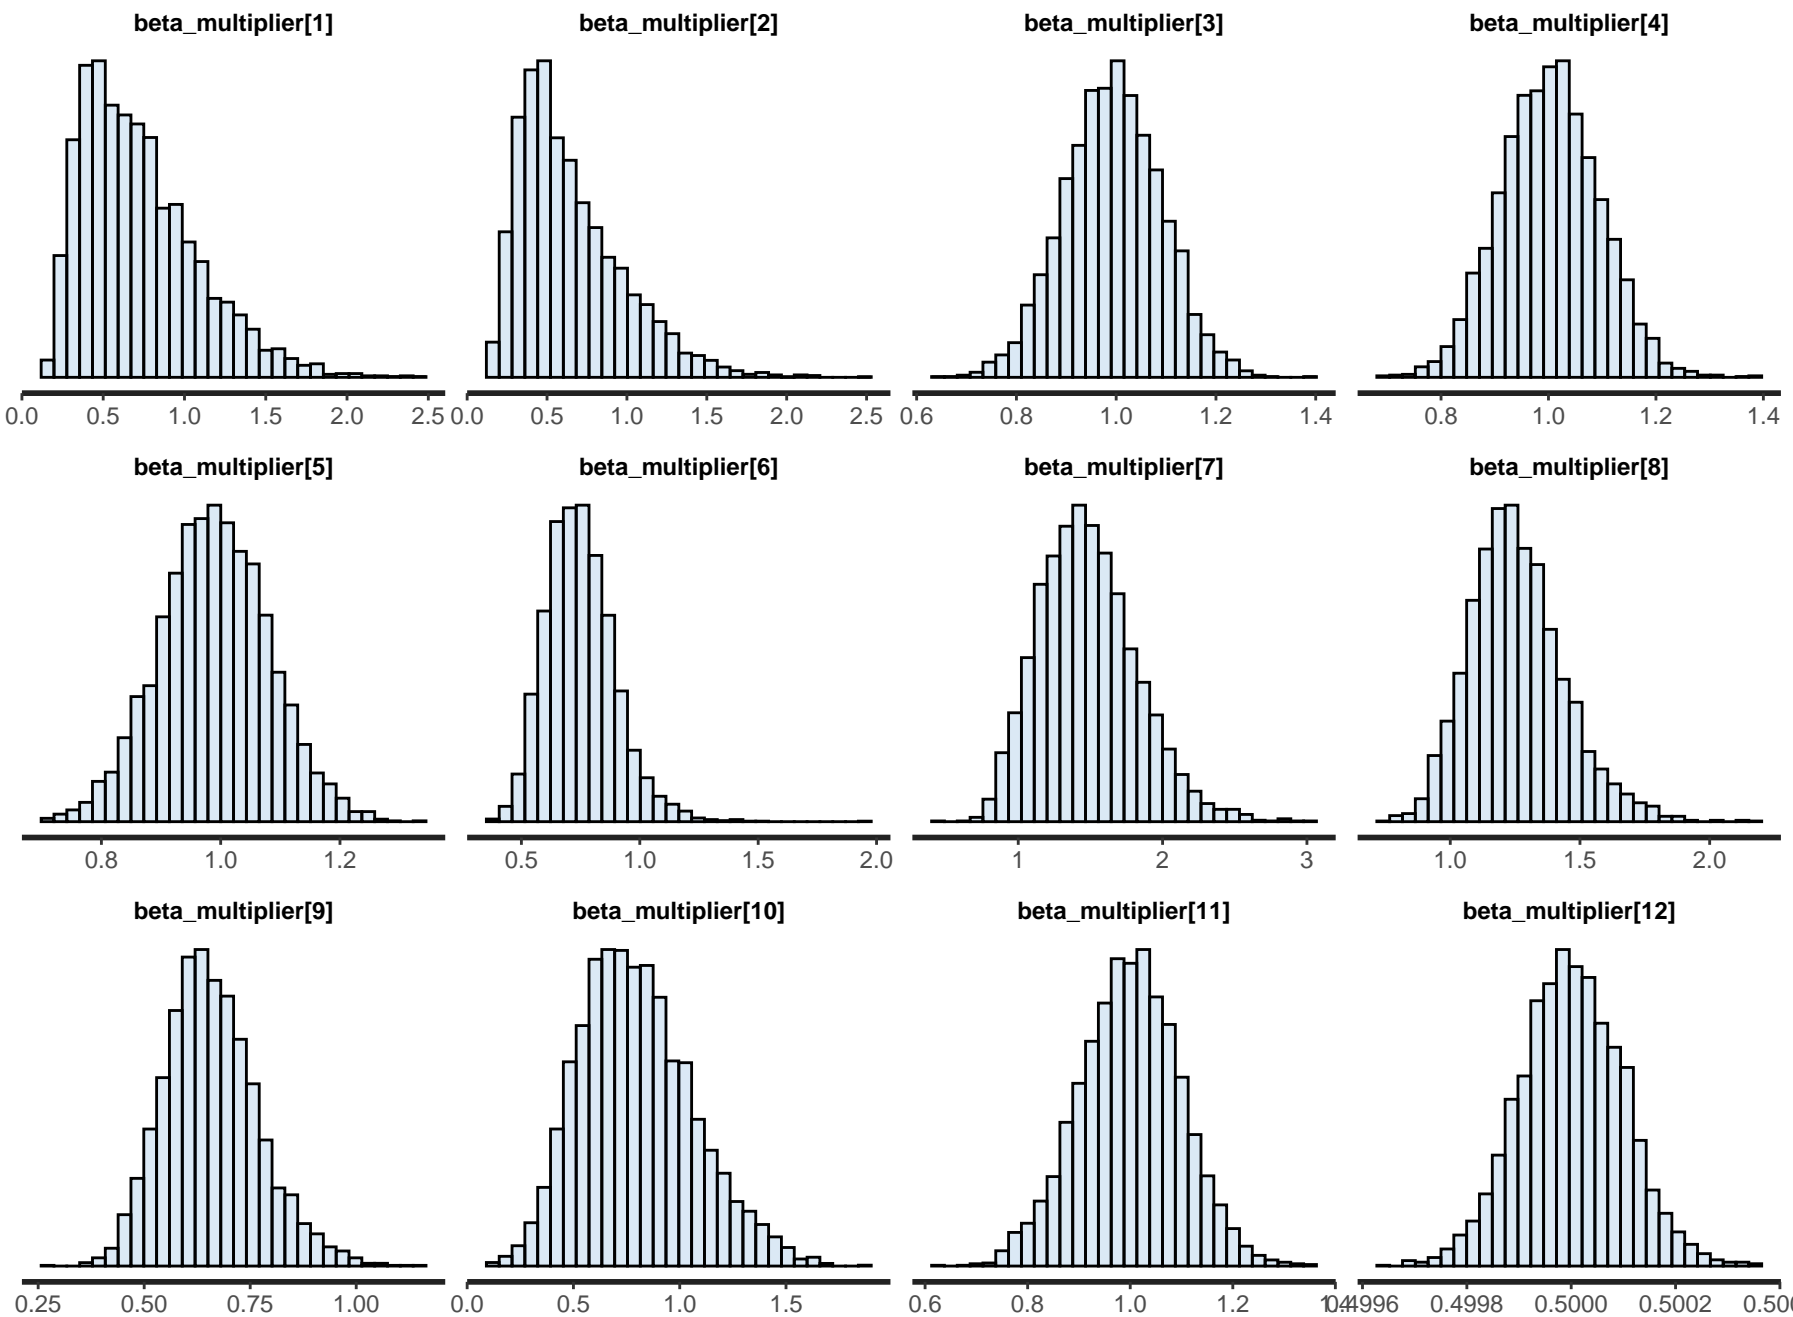 beta_multiplier[1] beta_multiplier[2] beta_multiplier[3] beta_multiplier[4]
0.0 0.5 1.0 1.5 2.0 2.5 0.0 0.5 1.0 1.5 2.0 2.5 0.6 0.8 1.0 1.2 1.4 0.8 1.0 1.2 1.4
beta_multiplier[5] beta_multiplier[6] beta_multiplier[7] beta_multiplier[8]
0.8 1.0 1.2 0.5 1.0 1.5 2.0 1 2 3 1.0 1.5 2.0
beta_multiplier[9] beta_multiplier[10] beta_multiplier[11] beta_multiplier[12]
0.25 0.50 0.75 1.00 0.0 0.5 1.0 1.5 0.6 0.8 1.0 1.2 1.4 0.4996 0.4998 0.5000 0.5002